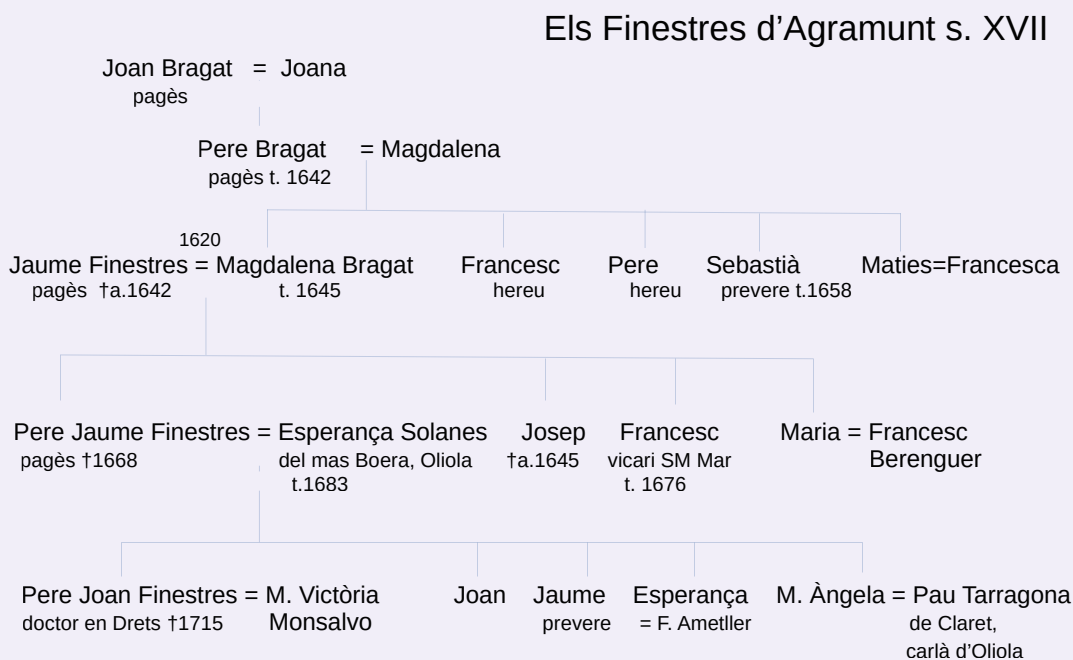 Els Finestres d’Agramunt s. XVII
Joan Bragat = Joana
pagès
Pere Bragat = Magdalena
pagès t. 1642
1620
Jaume Finestres = Magdalena Bragat Francesc Pere Sebastià Maties=Francesca
pagès †a.1642 t. 1645 hereu hereu prevere t.1658
Pere Jaume Finestres = Esperança Solanes Josep Francesc Maria = Francesc
pagès †1668 del mas Boera, Oliola †a.1645 vicari SM Mar Berenguer
t.1683 t. 1676
Pere Joan Finestres = M. Victòria Joan Jaume Esperança M. Àngela = Pau Tarragona
doctor en Drets †1715 Monsalvo prevere = F. Ametller de Claret,
carlà d’Oliola